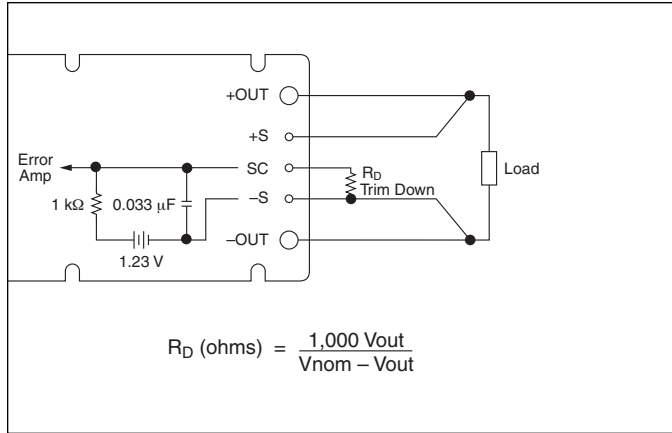 +OUT
+S
Error
Amp
SC
R_D
Trim Down
Load
1 kΩ
0.033 μF
–S
–OUT
1.23 V
R_D (ohms) = 1,000 Vout
Vnom – Vout